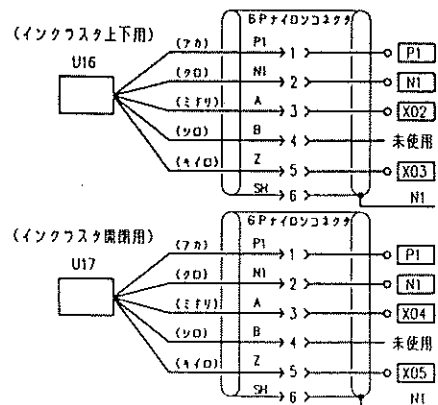 6Pナイロンコネクタ
(インクラスタ上下用)
U16
(アカ) P1 1 P1
(クロ) N1 2 N1
(ミドリ) A 3 X02
(シロ) B 4 未使用
(キイロ) Z 5 X03
SH 6 N1
6Pナイロンコネクタ
(インクラスタ開閉用)
U17
(アカ) P1 1 P1
(クロ) N1 2 N1
(ミドリ) A 3 X04
(シロ) B 4 未使用
(キイロ) Z 5 X05
SH 6 N1